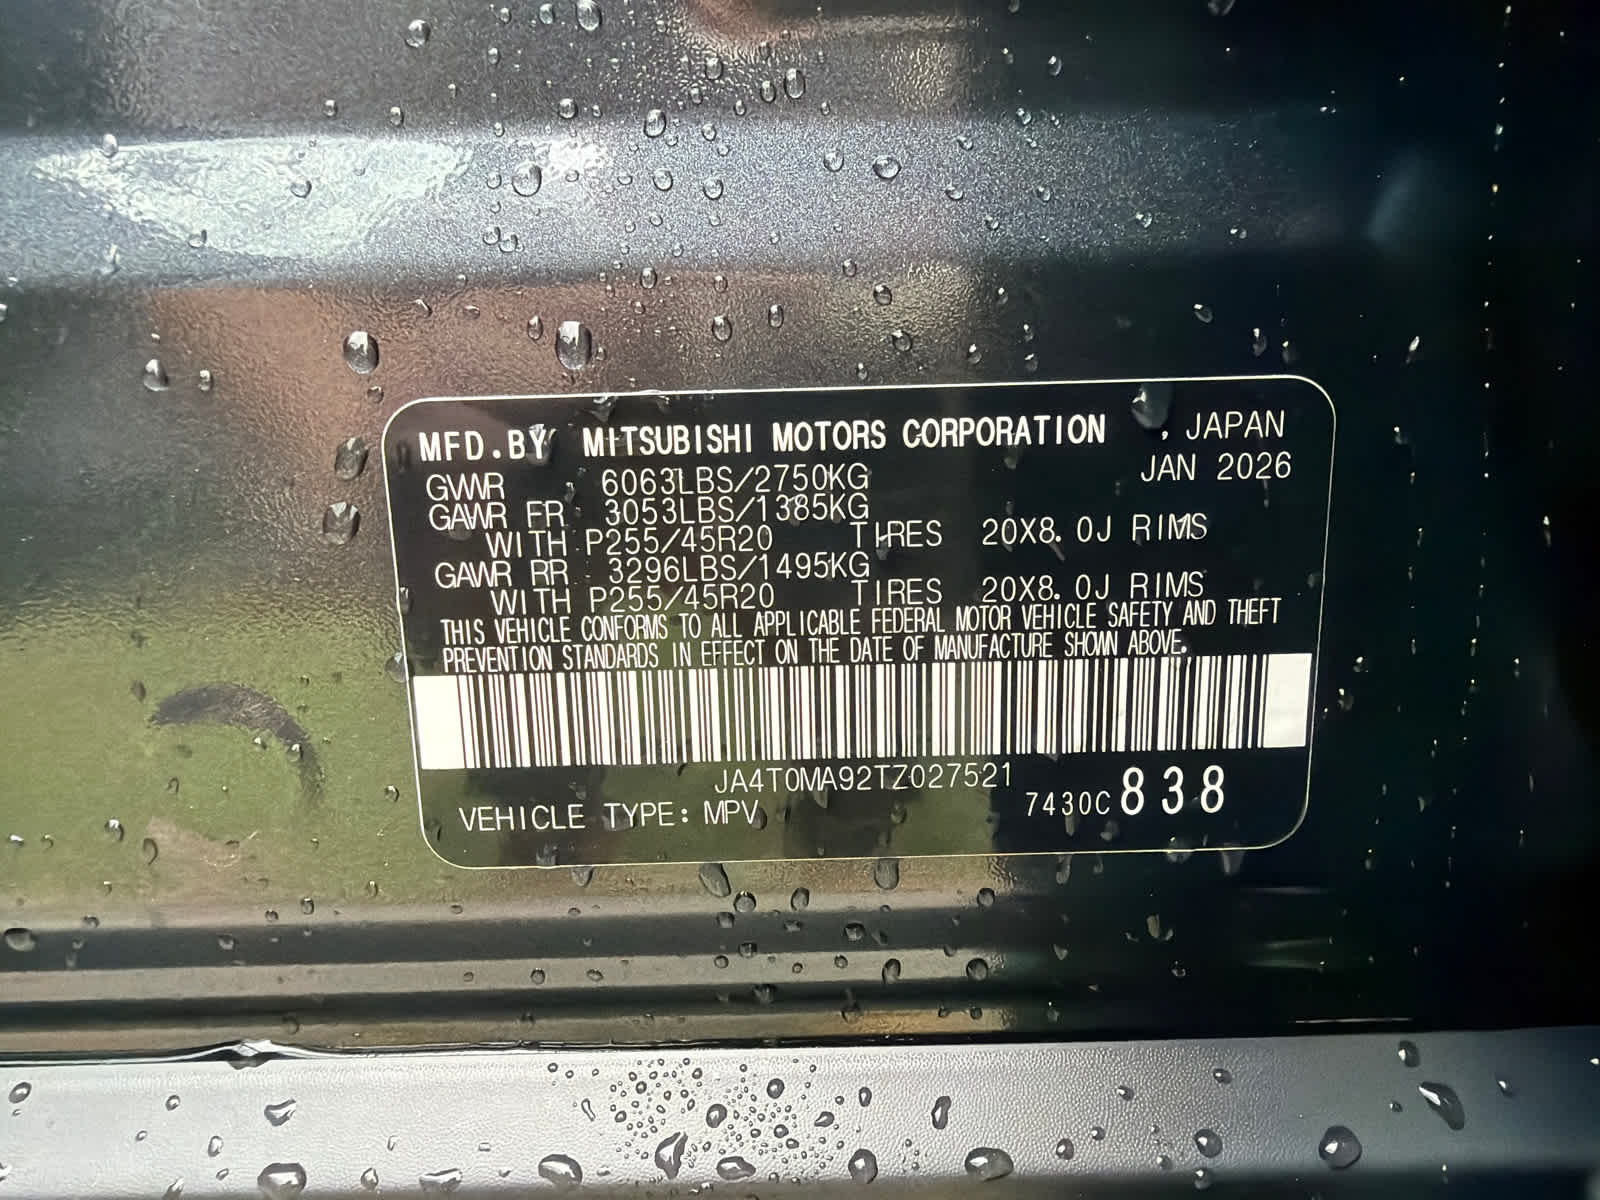 MFD.BY MITSUBISHI MOTORS CORPORATION , JAPAN
GVWR 6063LBS/2750KG JAN 2026
GAWR FR 3053LBS/1385KG
WITH P255/45R20 TIRES 20X8.0J RIMS
GAWR RR 3296LBS/1495KG
WITH P255/45R20 TIRES 20X8.0J RIMS
THIS VEHICLE CONFORMS TO ALL APPLICABLE FEDERAL MOTOR VEHICLE SAFETY AND THEFT
PREVENTION STANDARDS IN EFFECT ON THE DATE OF MANUFACTURE SHOWN ABOVE.
JA4T0MA92TZ027521
VEHICLE TYPE: MPV 7430C 838